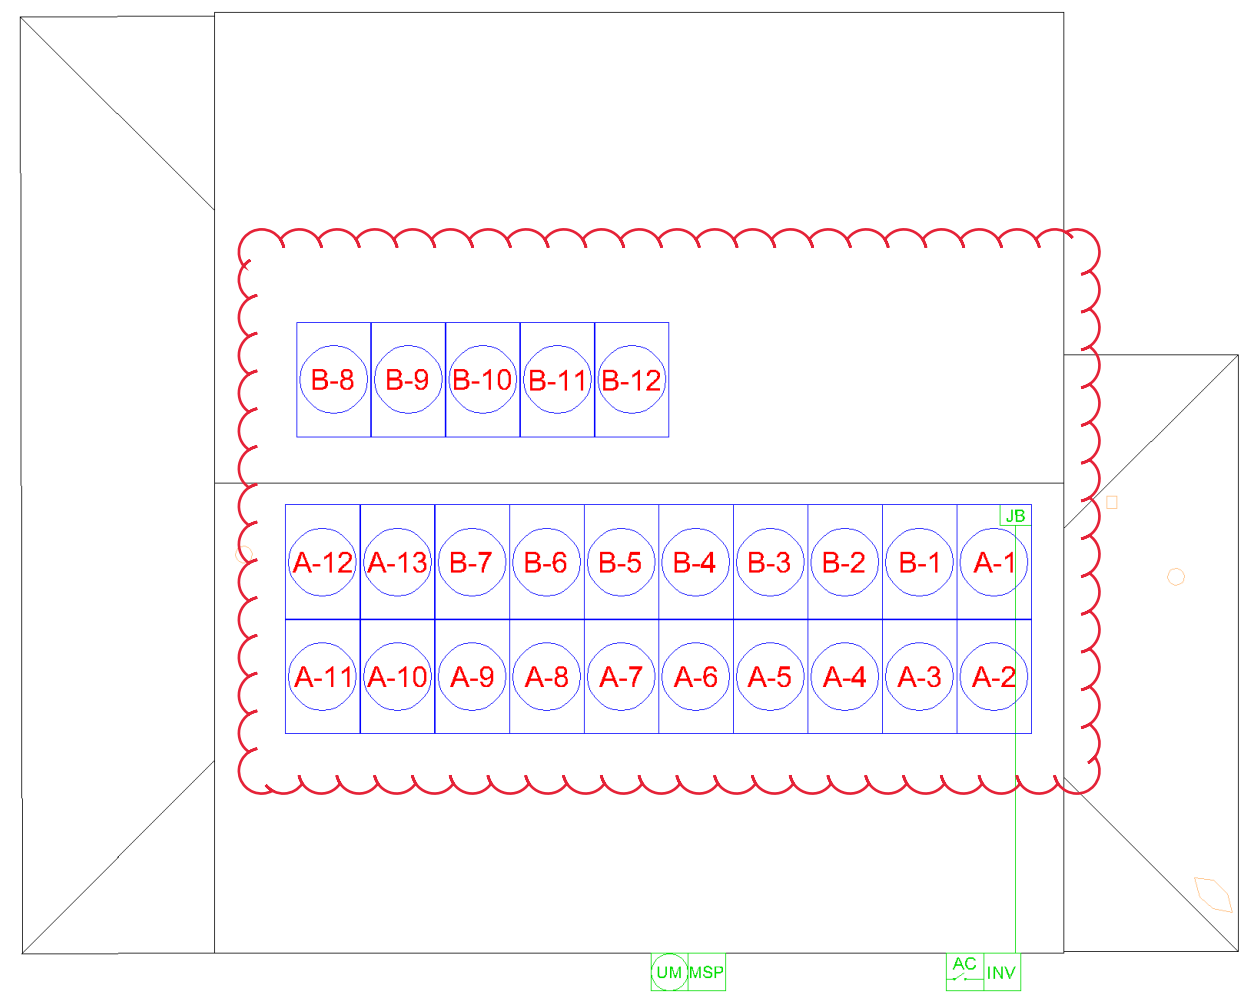 B-8 B-9 B-10 B-11 B-12
JB
A-12 A-13 B-7 B-6 B-5 B-4 B-3 B-2 B-1 A-1
A-11 A-10 A-9 A-8 A-7 A-6 A-5 A-4 A-3 A-2
UM MSP AC INV